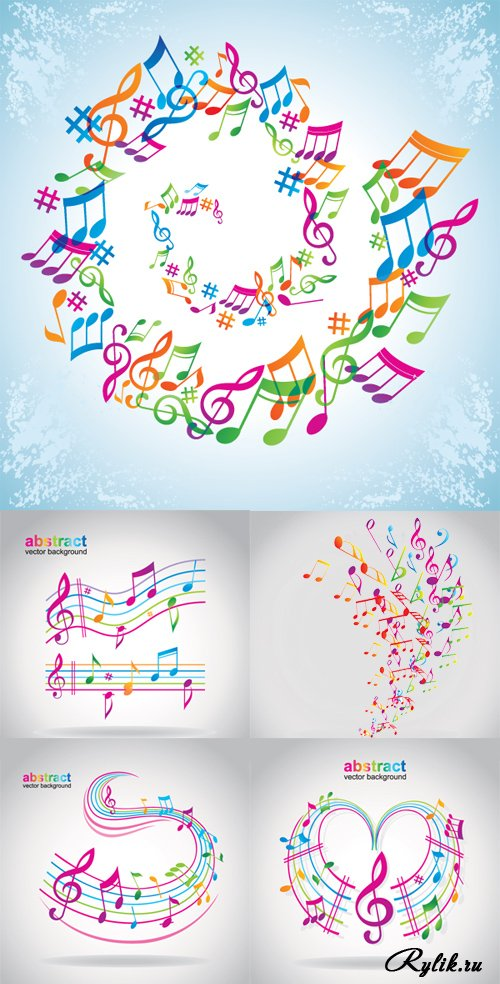 abstract
vector background
abstract
vector background
abstract
vector background
Rylik.ru